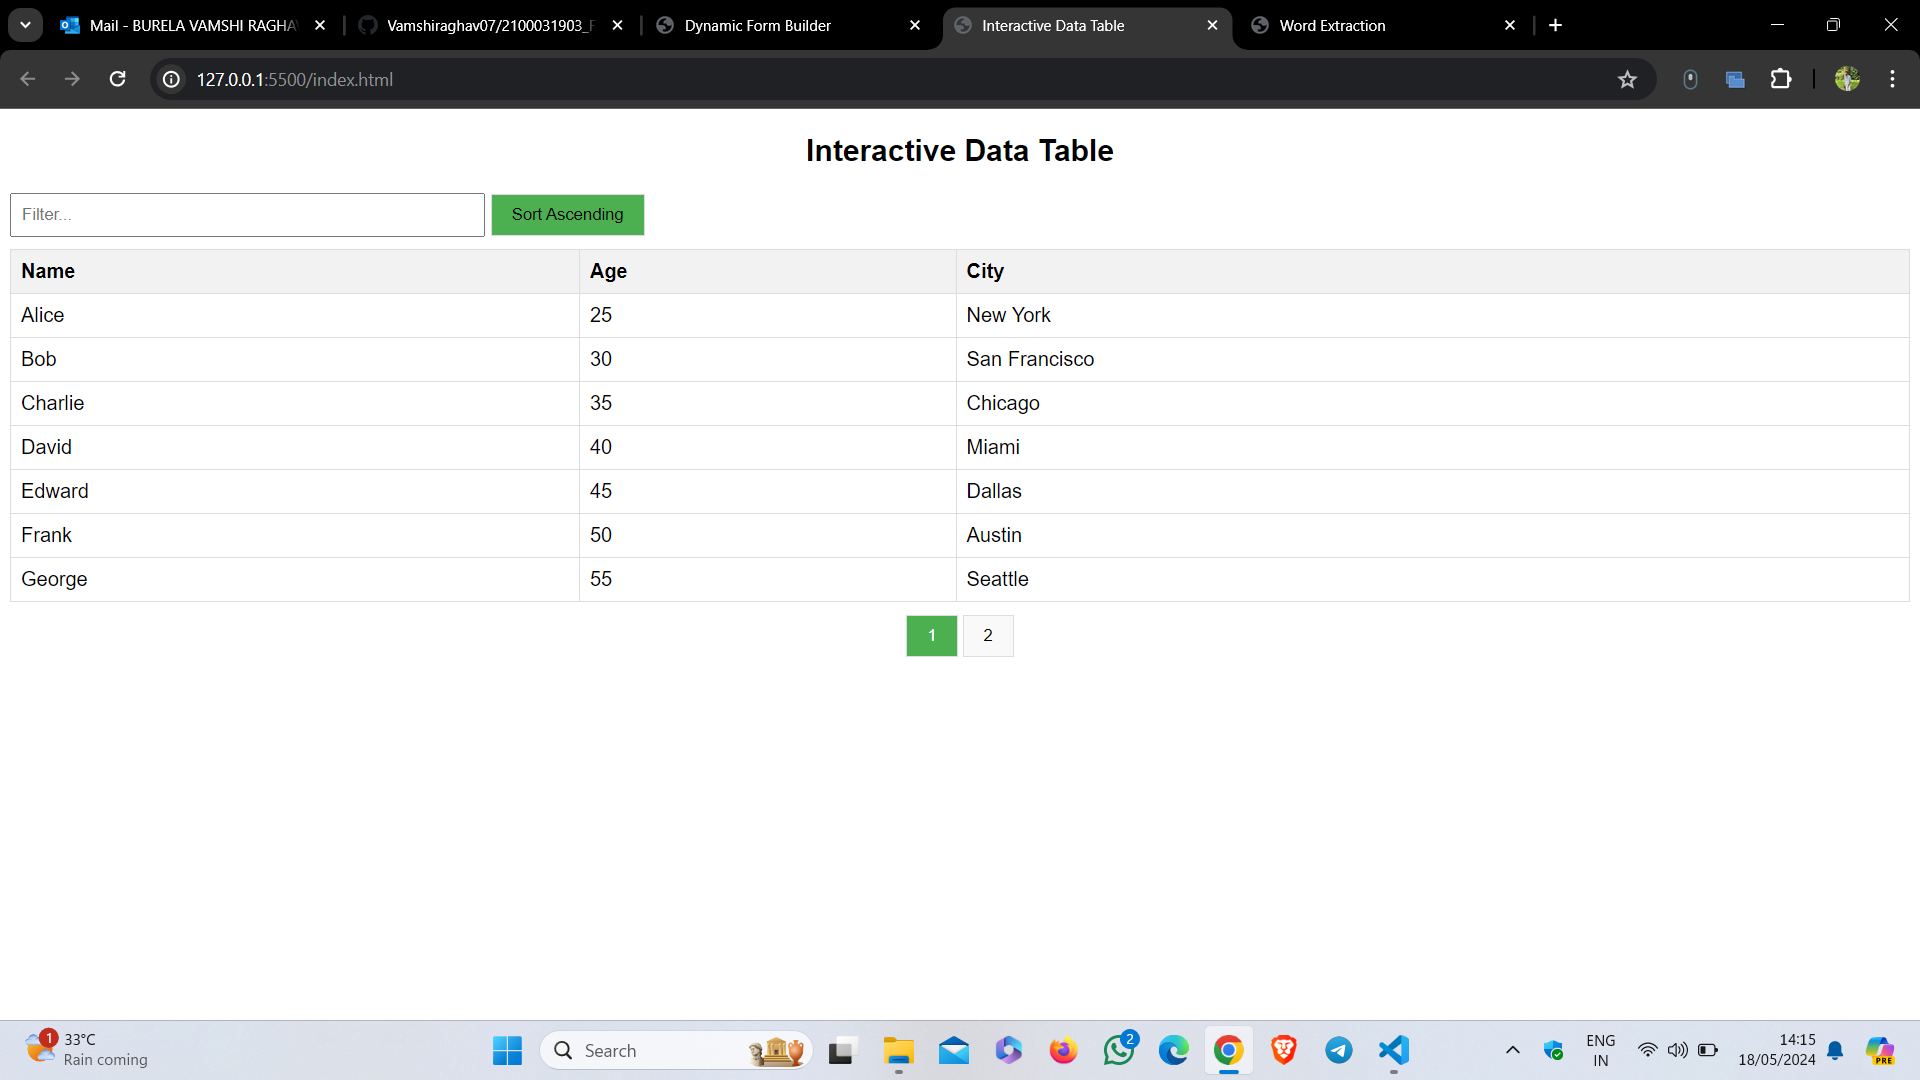 Mail - BURELA VAMSHI RAGHA
Vamshiraghav07/2100031903_F
Dynamic Form Builder
Interactive Data Table
Word Extraction
127.0.0.1:5500/index.html
Interactive Data Table
Filter...
Sort Ascending
Name Age City
Alice 25 New York
Bob 30 San Francisco
Charlie 35 Chicago
David 40 Miami
Edward 45 Dallas
Frank 50 Austin
George 55 Seattle
1 2
1
33°C
Rain coming
Search
2
ENG
IN
14:15
18/05/2024
PRE